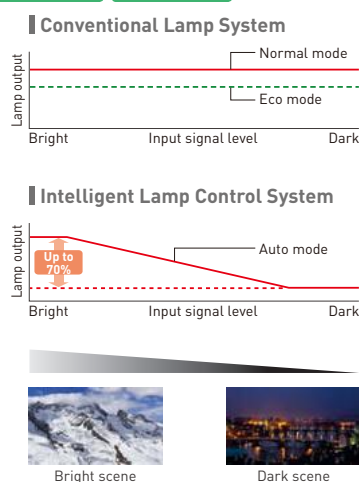 Conventional Lamp System
Normal mode
Eco mode
Lamp output
Bright
Input signal level
Dark
Intelligent Lamp Control System
Up to
70%
Auto mode
Lamp output
Bright
Input signal level
Dark
Bright scene
Dark scene